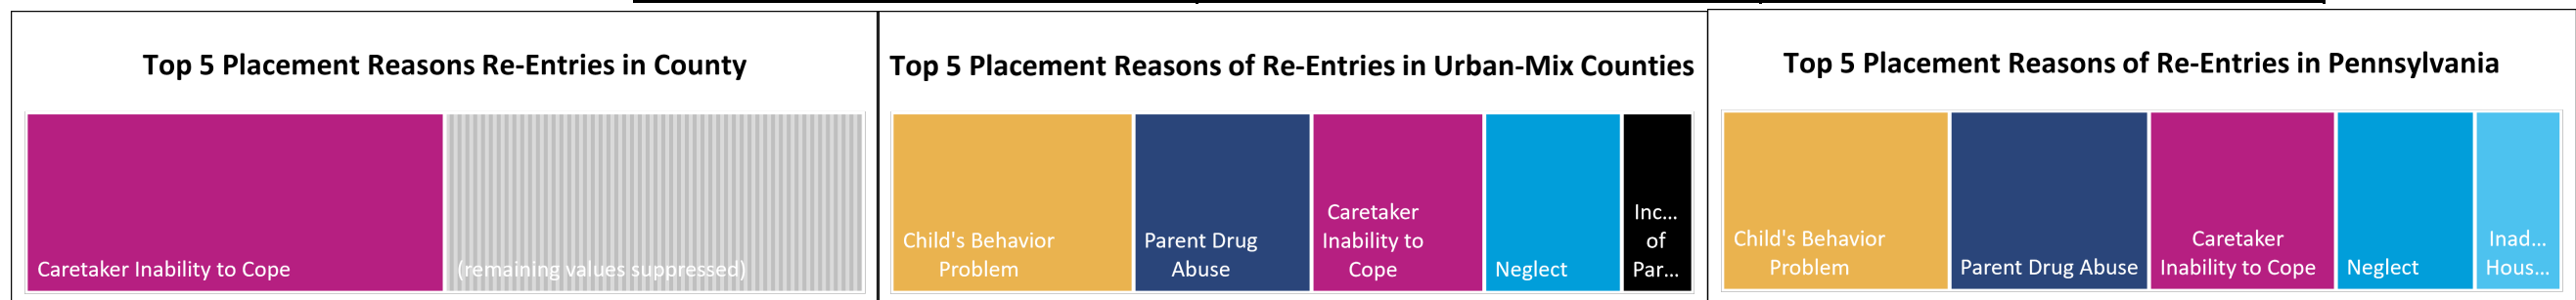 Top 5 Placement Reasons Re-Entries in County
Caretaker Inability to Cope
(remaining values suppressed)
Top 5 Placement Reasons of Re-Entries in Urban-Mix Counties
Child's Behavior
Problem
Parent Drug
Abuse
Caretaker
Inability to
Cope
Neglect
Inc...
of
Par...
Top 5 Placement Reasons of Re-Entries in Pennsylvania
Child's Behavior
Problem
Parent Drug Abuse
Caretaker
Inability to Cope
Neglect
Inad...
Hous...